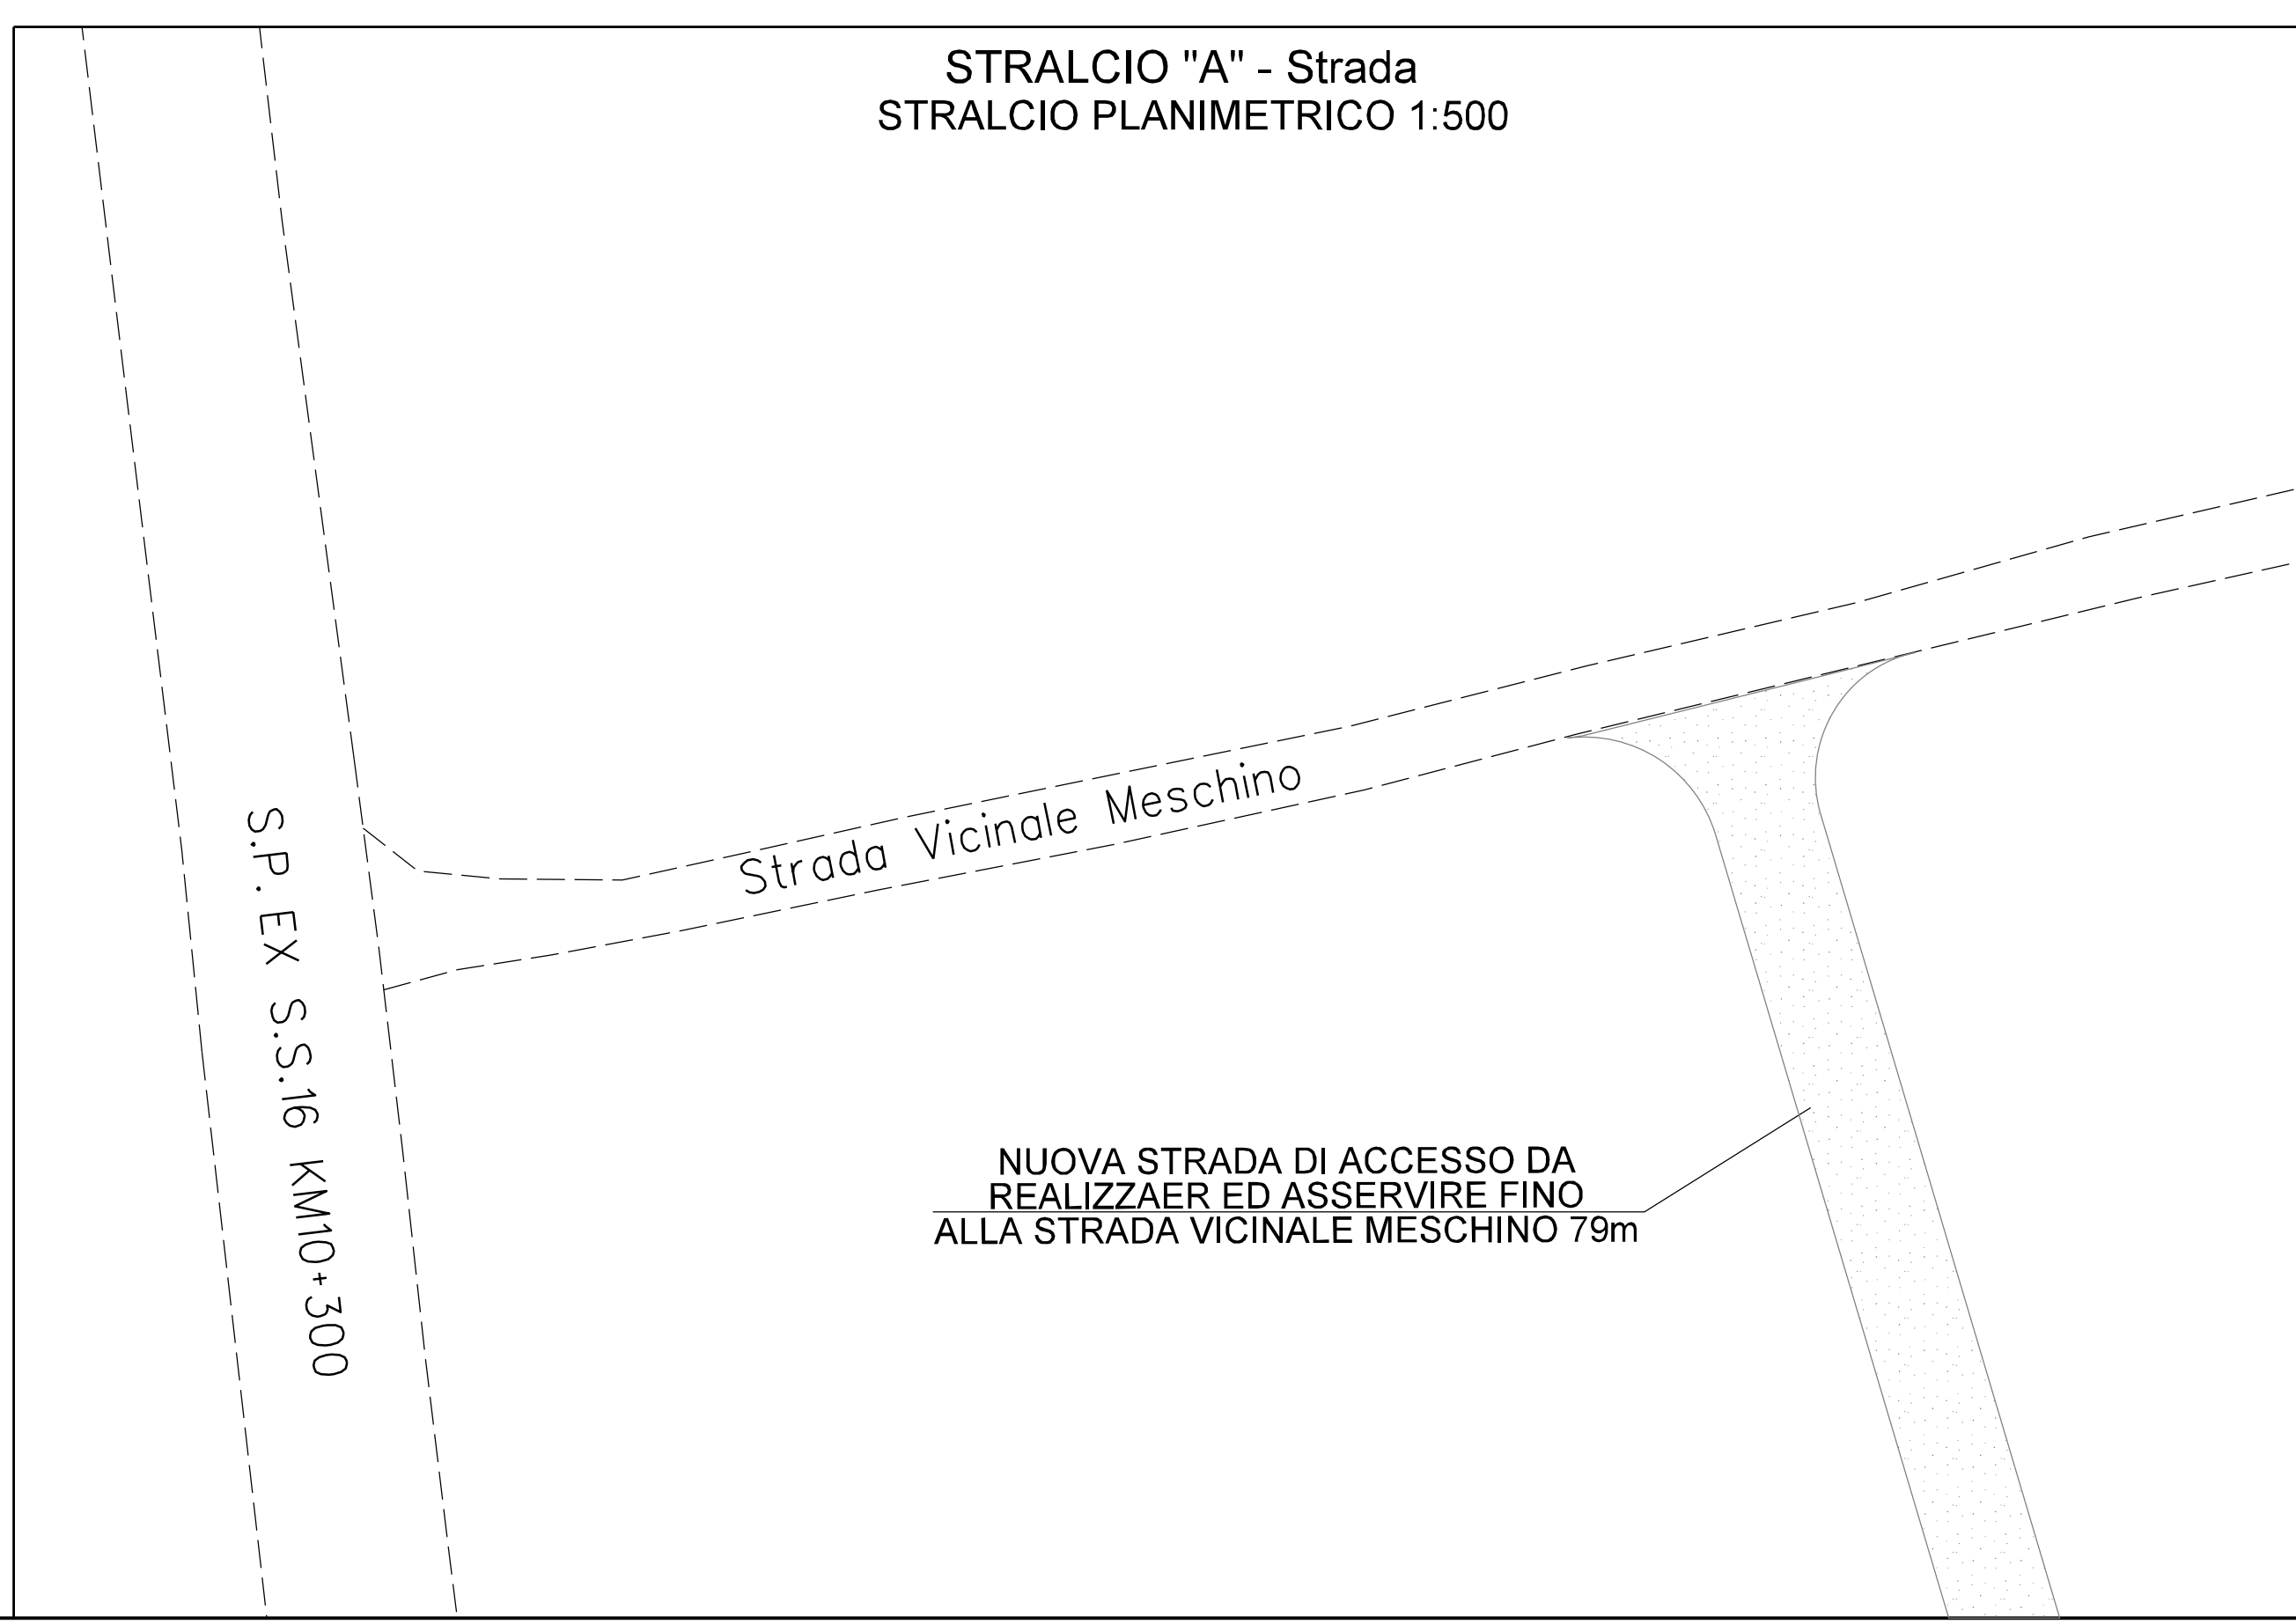 STRALCIO "A" - Strada
STRALCIO PLANIMETRICO 1:500
Strada Vicinale Meschino
S.P. EX S.S.16 KM10+300
NUOVA STRADA DI ACCESSO DA
REALIZZAER ED ASSERVIRE FINO
ALLA STRADA VICINALE MESCHINO 79m